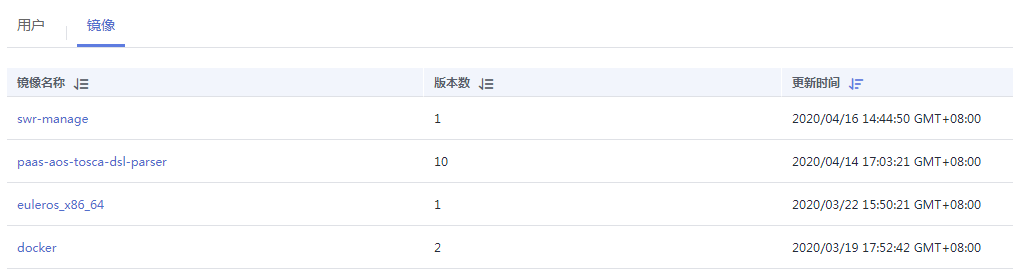 用户 镜像
镜像名称 版本数 更新时间
swr-manage 1 2020/04/16 14:44:50 GMT+08:00
paas-aos-tosca-dsl-parser 10 2020/04/14 17:03:21 GMT+08:00
euleros_x86_64 1 2020/03/22 15:50:21 GMT+08:00
docker 2 2020/03/19 17:52:42 GMT+08:00